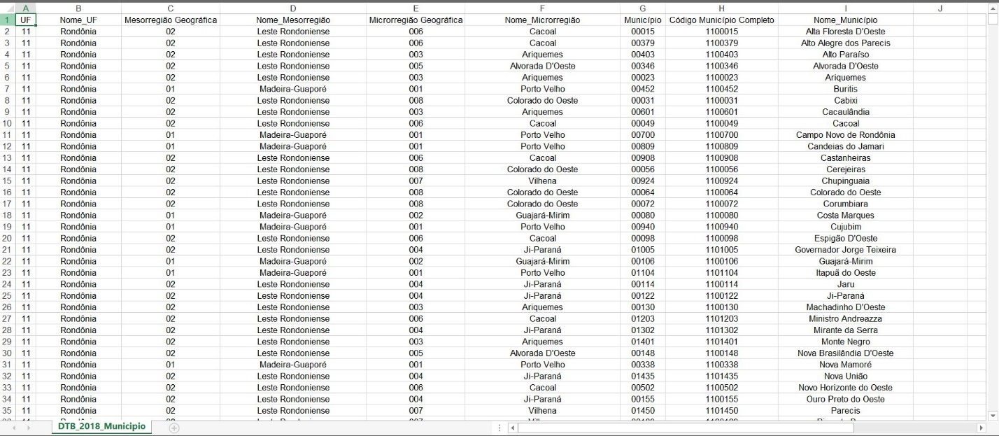 A B C D E F G H I J
1 UF Nome_UF Mesorregião Geográfica Nome_Mesorregião Microrregião Geográfica Nome_Microrregião Município Código Município Completo Nome_Município
2 11 Rondônia 02 Leste Rondoniense 006 Cacoal 00015 1100015 Alta Floresta D'Oeste
3 11 Rondônia 02 Leste Rondoniense 006 Cacoal 00379 1100379 Alto Alegre dos Parecis
4 11 Rondônia 02 Leste Rondoniense 003 Ariquemes 00403 1100403 Alto Paraíso
5 11 Rondônia 02 Leste Rondoniense 005 Alvorada D'Oeste 00346 1100346 Alvorada D'Oeste
6 11 Rondônia 02 Leste Rondoniense 003 Ariquemes 00023 1100023 Ariquemes
7 11 Rondônia 01 Madeira-Guaporé 001 Porto Velho 00452 1100452 Buritis
8 11 Rondônia 02 Leste Rondoniense 008 Colorado do Oeste 00031 1100031 Cabixi
9 11 Rondônia 02 Leste Rondoniense 003 Ariquemes 00601 1100601 Cacaulândia
10 11 Rondônia 02 Leste Rondoniense 006 Cacoal 00049 1100049 Cacoal
11 11 Rondônia 01 Madeira-Guaporé 001 Porto Velho 00700 1100700 Campo Novo de Rondônia
12 11 Rondônia 01 Madeira-Guaporé 001 Porto Velho 00809 1100809 Candeias do Jamari
13 11 Rondônia 02 Leste Rondoniense 006 Cacoal 00908 1100908 Castanheiras
14 11 Rondônia 02 Leste Rondoniense 008 Colorado do Oeste 00056 1100056 Cerejeiras
15 11 Rondônia 02 Leste Rondoniense 007 Vilhena 00924 1100924 Chupinguaia
16 11 Rondônia 02 Leste Rondoniense 008 Colorado do Oeste 00064 1100064 Colorado do Oeste
17 11 Rondônia 02 Leste Rondoniense 008 Colorado do Oeste 00072 1100072 Corumbiara
18 11 Rondônia 01 Madeira-Guaporé 002 Guajará-Mirim 00080 1100080 Costa Marques
19 11 Rondônia 01 Madeira-Guaporé 001 Porto Velho 00940 1100940 Cujubim
20 11 Rondônia 02 Leste Rondoniense 006 Cacoal 00098 1100098 Espigão D'Oeste
21 11 Rondônia 02 Leste Rondoniense 004 Ji-Paraná 01005 1101005 Governador Jorge Teixeira
22 11 Rondônia 01 Madeira-Guaporé 002 Guajará-Mirim 00106 1100106 Guajará-Mirim
23 11 Rondônia 01 Madeira-Guaporé 001 Porto Velho 01104 1101104 Itapuã do Oeste
24 11 Rondônia 02 Leste Rondoniense 004 Ji-Paraná 00114 1100114 Jaru
25 11 Rondônia 02 Leste Rondoniense 004 Ji-Paraná 00122 1100122 Ji-Paraná
26 11 Rondônia 02 Leste Rondoniense 003 Ariquemes 00130 1100130 Machadinho D'Oeste
27 11 Rondônia 02 Leste Rondoniense 006 Cacoal 01203 1101203 Ministro Andreazza
28 11 Rondônia 02 Leste Rondoniense 004 Ji-Paraná 01302 1101302 Mirante da Serra
29 11 Rondônia 02 Leste Rondoniense 003 Ariquemes 01401 1101401 Monte Negro
30 11 Rondônia 02 Leste Rondoniense 005 Alvorada D'Oeste 00148 1100148 Nova Brasilândia D'Oeste
31 11 Rondônia 01 Madeira-Guaporé 001 Porto Velho 00338 1100338 Nova Mamoré
32 11 Rondônia 02 Leste Rondoniense 004 Ji-Paraná 01435 1101435 Nova União
33 11 Rondônia 02 Leste Rondoniense 006 Cacoal 00502 1100502 Novo Horizonte do Oeste
34 11 Rondônia 02 Leste Rondoniense 004 Ji-Paraná 00155 1100155 Ouro Preto do Oeste
35 11 Rondônia 02 Leste Rondoniense 007 Vilhena 01450 1101450 Parecis
DTB_2018_Municipio